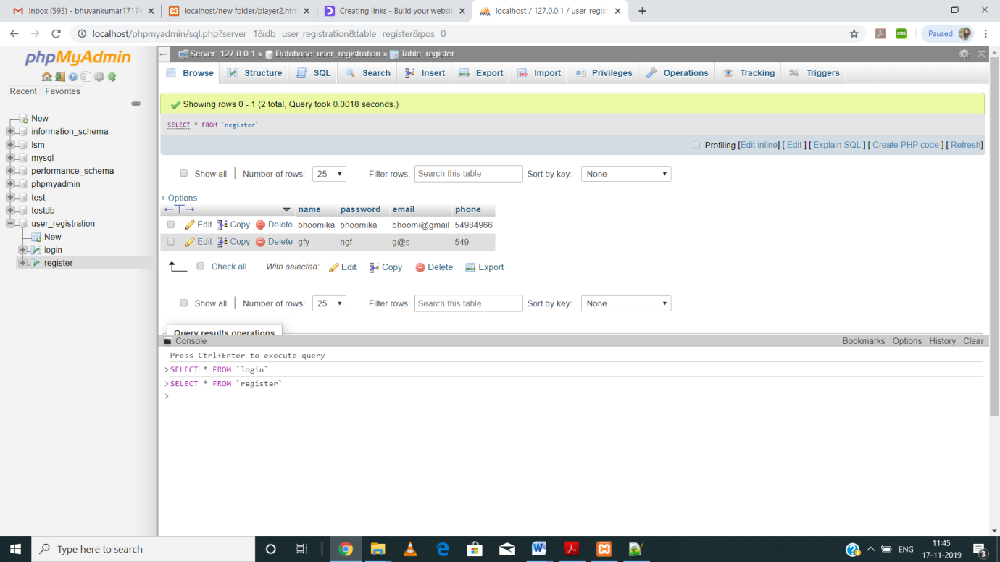 Inbox (593) - bhuvankumar1717@
localhost/new folder/player2.htm
Creating links - Build your websit
localhost / 127.0.0.1 / user_regist
localhost/phpmyadmin/sql.php?server=1&db=user_registration&table=register&pos=0
Paused
phpMyAdmin
Recent Favorites
New
information_schema
lsm
mysql
performance_schema
phpmyadmin
test
testdb
user_registration
New
login
register
Server: 127.0.0.1 » Database: user_registration » Table: register
Browse Structure SQL Search Insert Export Import Privileges Operations Tracking Triggers
Showing rows 0 - 1 (2 total, Query took 0.0018 seconds.)
SELECT * FROM `register`
Profiling [Edit inline] [ Edit ] [ Explain SQL ] [ Create PHP code ] [ Refresh]
Show all | Number of rows: 25 Filter rows: Search this table Sort by key: None
+ Options
←T→ name password email phone
Edit Copy Delete bhoomika bhoomika bhoomi@gmail 54984966
Edit Copy Delete gfy hgf g@s 549
Check all With selected: Edit Copy Delete Export
Show all | Number of rows: 25 Filter rows: Search this table Sort by key: None
Query results operations
Console Bookmarks Options History Clear
Press Ctrl+Enter to execute query
>SELECT * FROM `login`
>SELECT * FROM `register`
>
Type here to search
ENG
11:45
17-11-2019
3